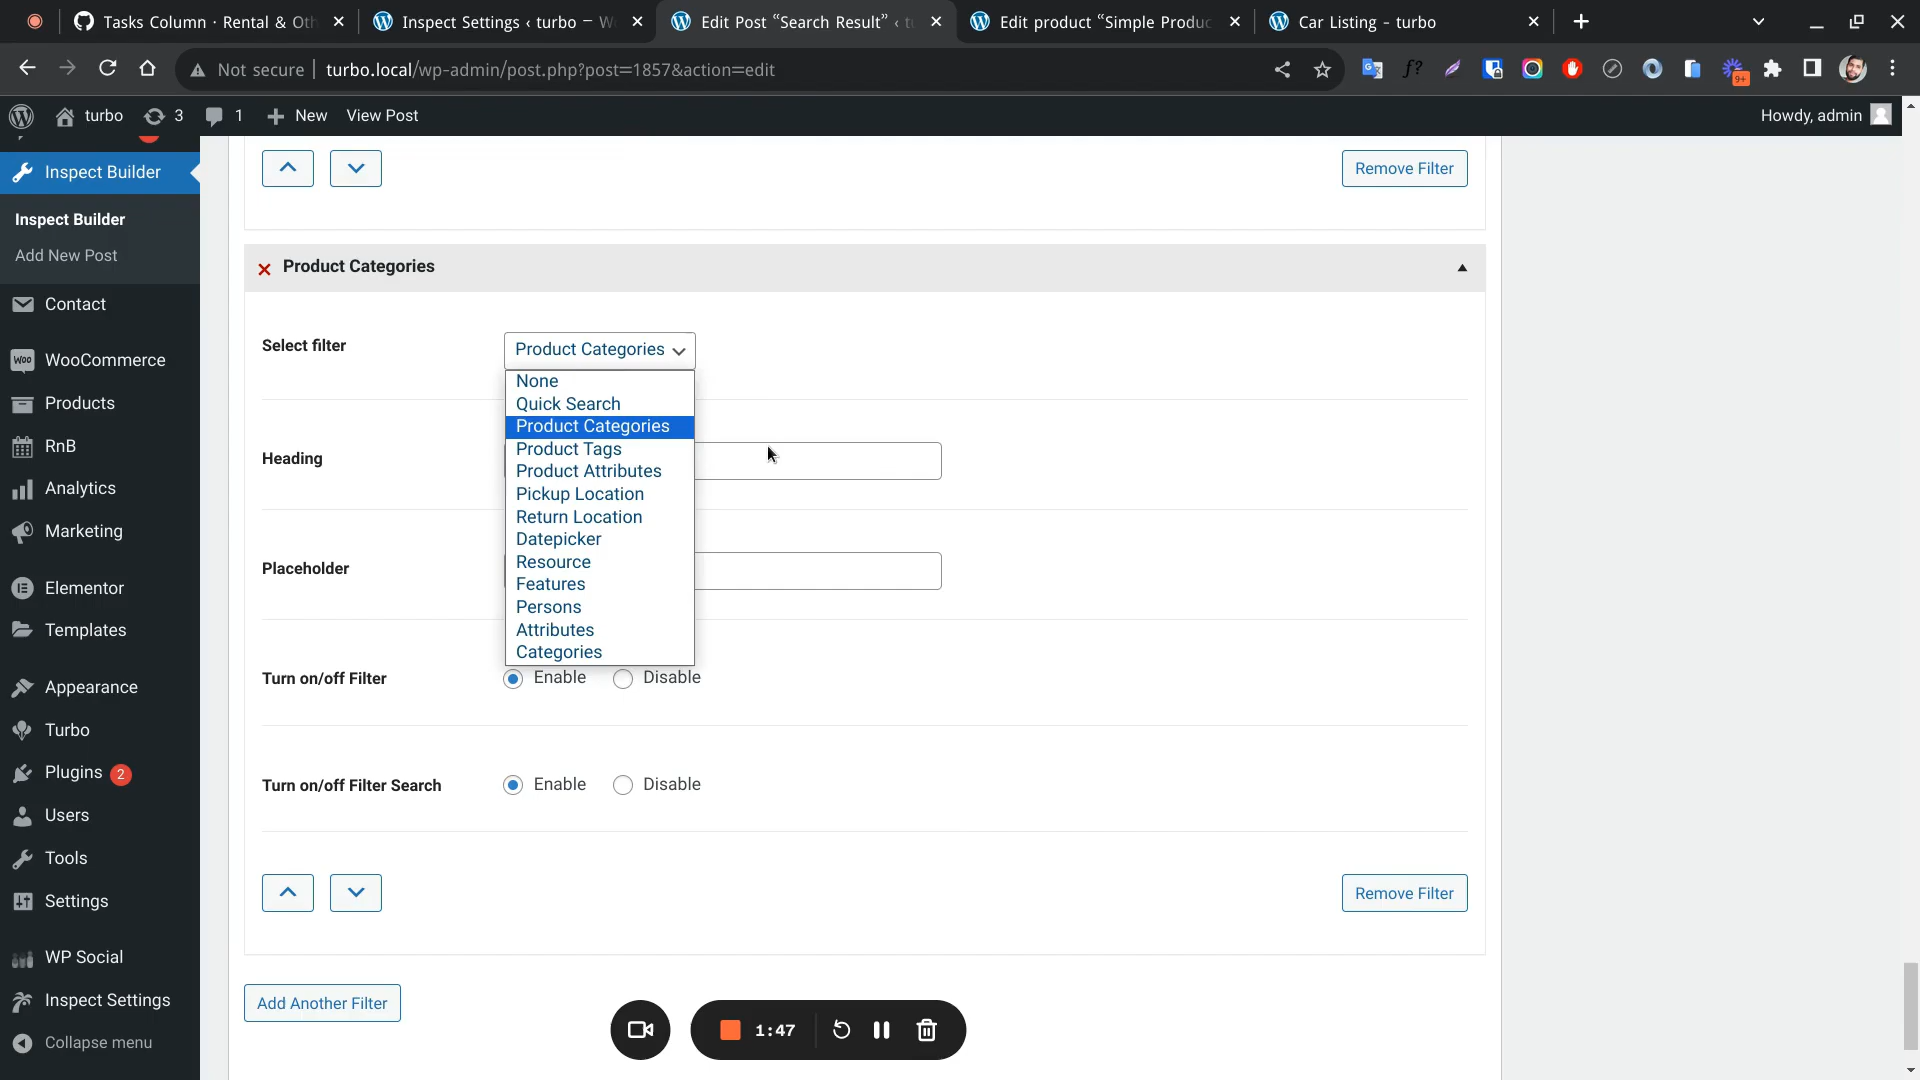 Tasks Column · Rental & Oth
Inspect Settings ‹ turbo — W
Edit Post “Search Result” ‹ tu
Edit product “Simple Produc
Car Listing - turbo
Not secure
turbo.local/wp-admin/post.php?post=1857&action=edit
f?
9+
turbo
3
1
New
View Post
Howdy, admin
Inspect Builder
Inspect Builder
Add New Post
Contact
Woo
WooCommerce
Products
RnB
Analytics
Marketing
Elementor
Templates
Appearance
Turbo
Plugins
2
Users
Tools
Settings
WP Social
Inspect Settings
Collapse menu
Remove Filter
Product Categories
Select filter
Product Categories
None
Quick Search
Product Categories
Product Tags
Product Attributes
Pickup Location
Return Location
Datepicker
Resource
Features
Persons
Attributes
Categories
Heading
Placeholder
Turn on/off Filter
Enable
Disable
Turn on/off Filter Search
Enable
Disable
Remove Filter
Add Another Filter
1:47